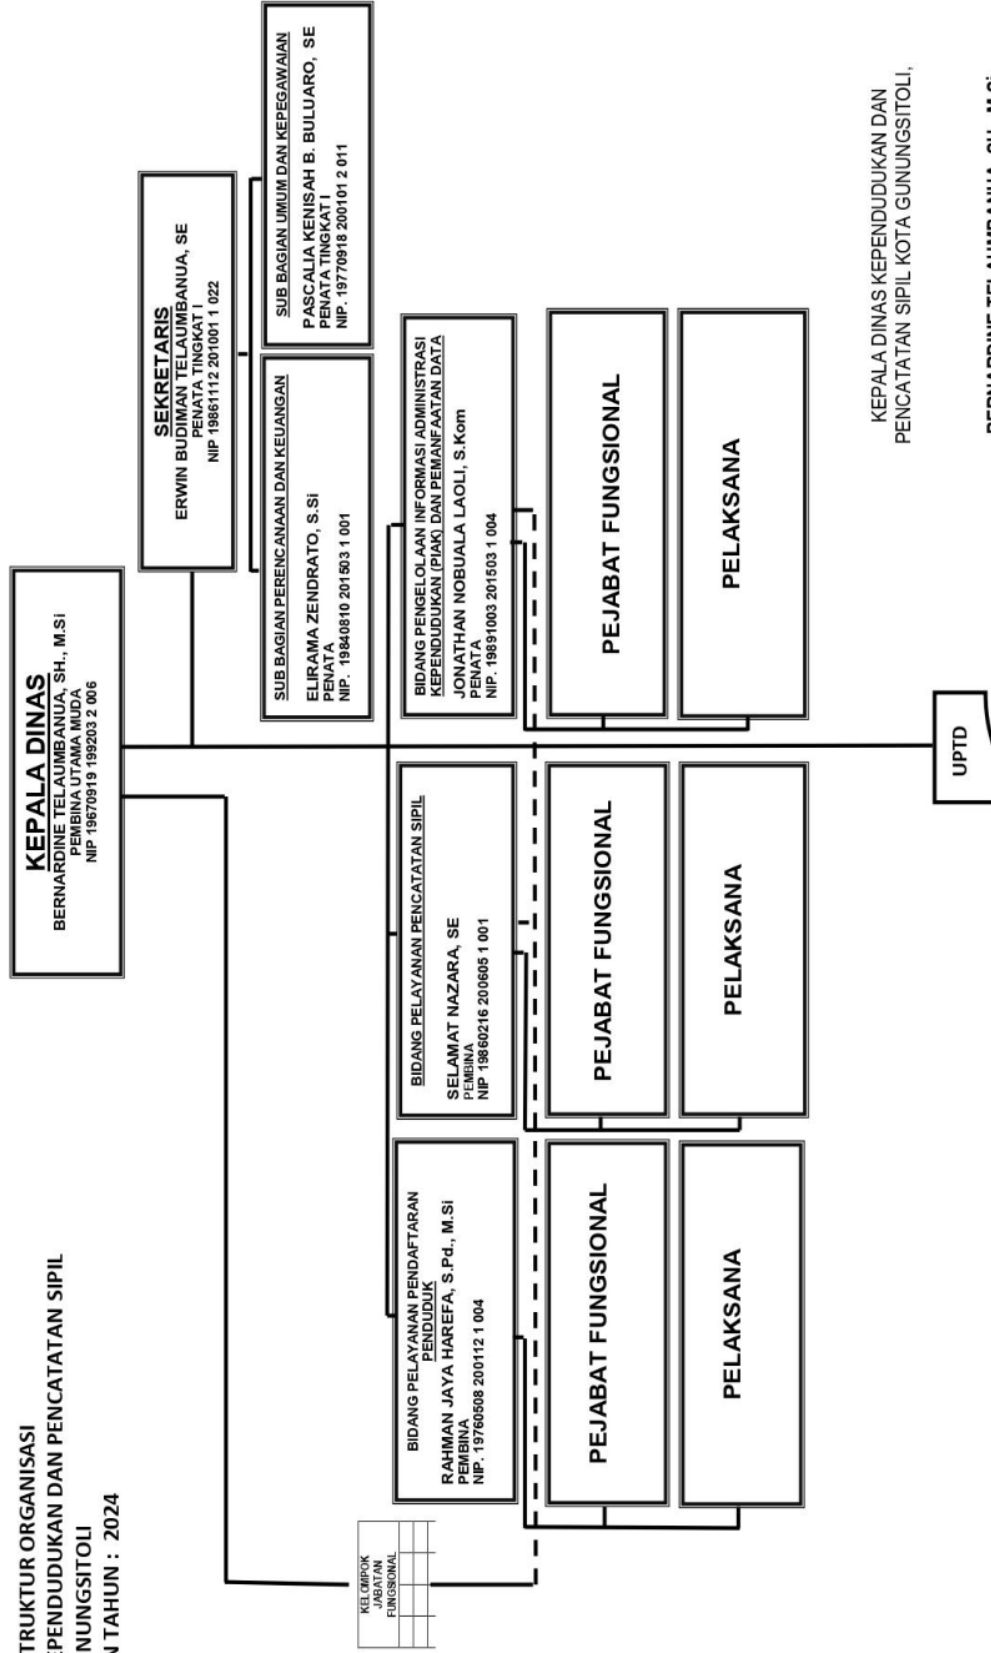 TRUKTUR ORGANISASI
EPENDUDUKAN DAN PENCATATAN SIPIL
NUNGSITOLI
N TAHUN : 2024
KEPALA DINAS
BERNARDINE TELAUMBANUA, SH., M.Si
PEMBINA UTAMA MUDA
NIP 19670919 199203 2 006
SEKRETARIS
ERWIN BUDIMAN TELAUMBANUA, SE
PENATA TINGKAT I
NIP 19861112 201001 1 022
SUB BAGIAN PERENCANAAN DAN KEUANGAN
ELIRAMA ZENDRATO, S.Si
PENATA
NIP. 19840810 201503 1 001
SUB BAGIAN UMUM DAN KEPEGAWAIAN
PASCALIA KENISAH B. BULUARO, SE
PENATA TINGKAT I
NIP. 19770918 200101 2 011
KELOMPOK
JABATAN
FUNGSIONAL
BIDANG PELAYANAN PENDAFTARAN
PENDUDUK
RAHMAN JAYA HAREFA, S.Pd., M.Si
PEMBINA
NIP. 19760508 200112 1 004
BIDANG PELAYANAN PENCATATAN SIPIL
SELAMAT NAZARA, SE
PEMBINA
NIP 19860216 200605 1 001
BIDANG PENGELOLAAN INFORMASI ADMINISTRASI
KEPENDUDUKAN (PIAK) DAN PEMANFAATAN DATA
JONATHAN NOBUALA LAOLI, S.Kom
PENATA
NIP. 19891003 201503 1 004
PEJABAT FUNGSIONAL
PEJABAT FUNGSIONAL
PEJABAT FUNGSIONAL
PELAKSANA
PELAKSANA
PELAKSANA
UPTD
KEPALA DINAS KEPENDUDUKAN DAN
PENCATATAN SIPIL KOTA GUNUNGSITOLI,
BERNARDINE TELAUMBANUA, SH., M.Si